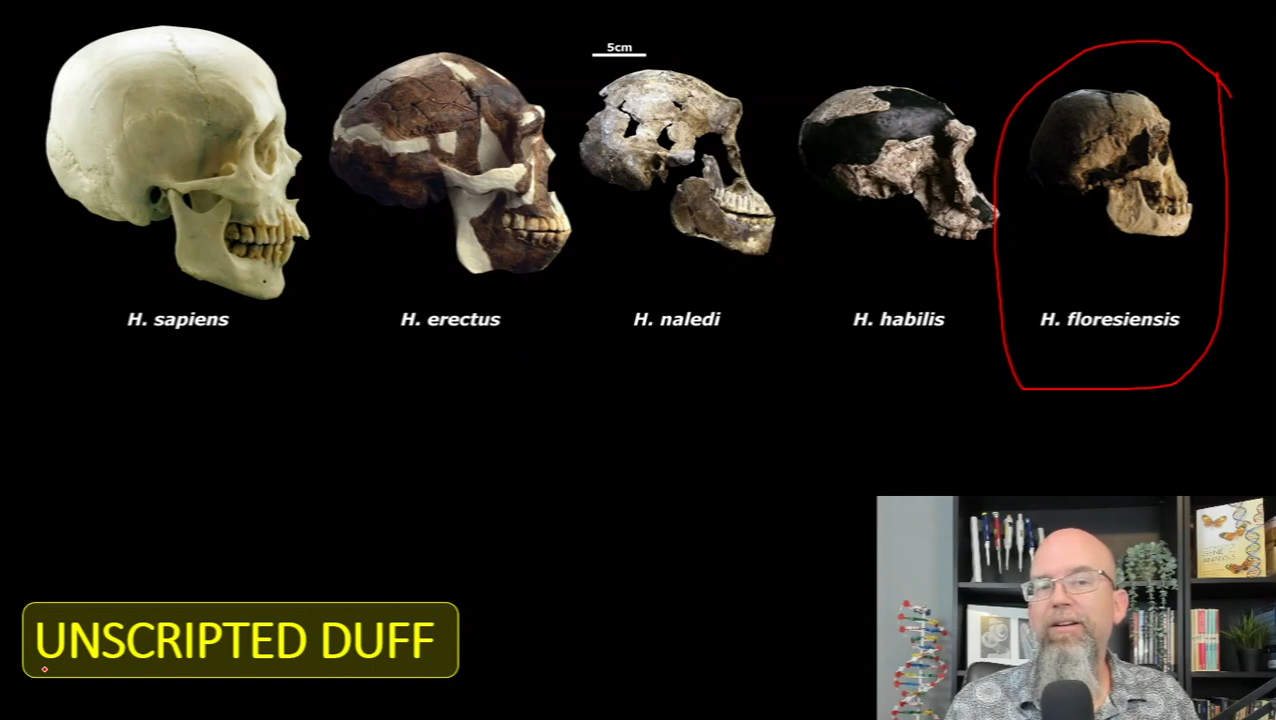 5cm
H. sapiens
H. erectus
H. naledi
H. habilis
H. floresiensis
UNSCRIPTED DUFF